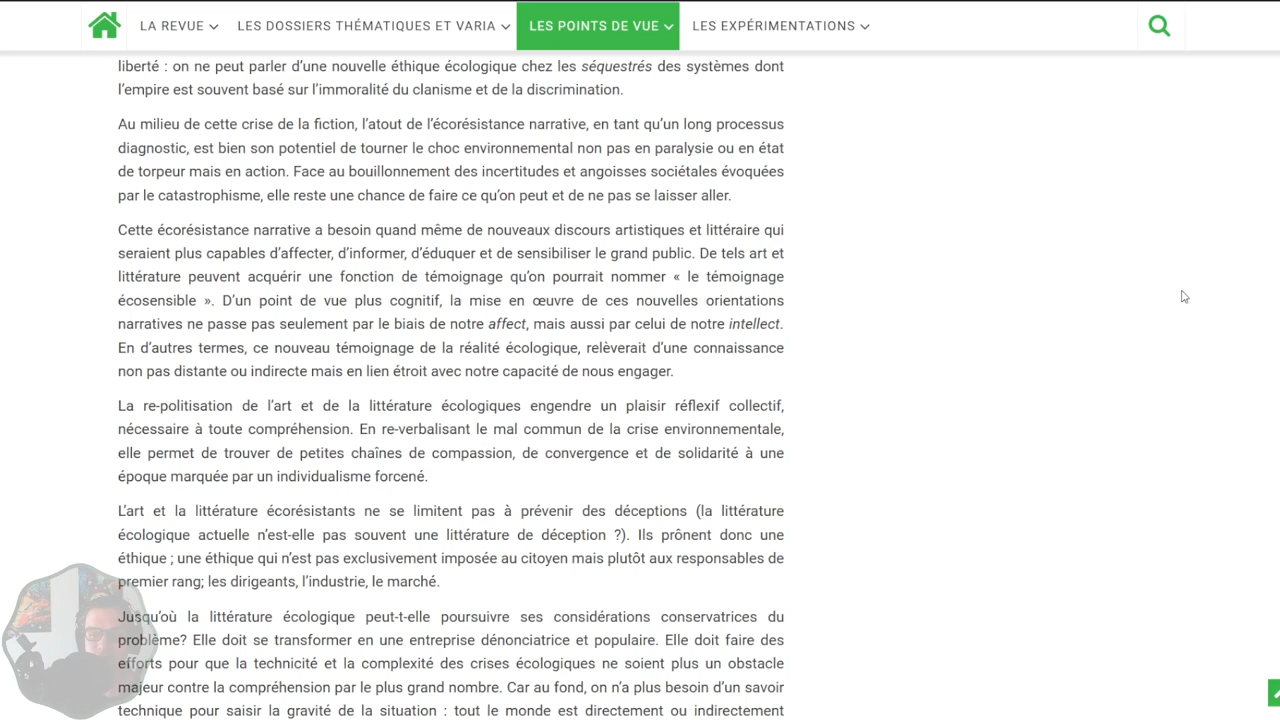 LA REVUE
LES DOSSIERS THÉMATIQUES ET VARIA
LES POINTS DE VUE
LES EXPÉRIMENTATIONS
liberté : on ne peut parler d’une nouvelle éthique écologique chez les séquestrés des systèmes dont
l’empire est souvent basé sur l’immoralité du clanisme et de la discrimination.
Au milieu de cette crise de la fiction, l’atout de l’écorésistance narrative, en tant qu’un long processus
diagnostic, est bien son potentiel de tourner le choc environnemental non pas en paralysie ou en état
de torpeur mais en action. Face au bouillonnement des incertitudes et angoisses sociétales évoquées
par le catastrophisme, elle reste une chance de faire ce qu’on peut et de ne pas se laisser aller.
Cette écorésistance narrative a besoin quand même de nouveaux discours artistiques et littéraire qui
seraient plus capables d’affecter, d’informer, d’éduquer et de sensibiliser le grand public. De tels art et
littérature peuvent acquérir une fonction de témoignage qu’on pourrait nommer « le témoignage
écosensible ». D’un point de vue plus cognitif, la mise en œuvre de ces nouvelles orientations
narratives ne passe pas seulement par le biais de notre affect, mais aussi par celui de notre intellect.
En d’autres termes, ce nouveau témoignage de la réalité écologique, relèverait d’une connaissance
non pas distante ou indirecte mais en lien étroit avec notre capacité de nous engager.
La re-politisation de l’art et de la littérature écologiques engendre un plaisir réflexif collectif,
nécessaire à toute compréhension. En re-verbalisant le mal commun de la crise environnementale,
elle permet de trouver de petites chaînes de compassion, de convergence et de solidarité à une
époque marquée par un individualisme forcené.
L’art et la littérature écorésistants ne se limitent pas à prévenir des déceptions (la littérature
écologique actuelle n’est-elle pas souvent une littérature de déception ?). Ils prônent donc une
éthique ; une éthique qui n’est pas exclusivement imposée au citoyen mais plutôt aux responsables de
premier rang; les dirigeants, l’industrie, le marché.
Jusqu’où la littérature écologique peut-t-elle poursuivre ses considérations conservatrices du
problème? Elle doit se transformer en une entreprise dénonciatrice et populaire. Elle doit faire des
efforts pour que la technicité et la complexité des crises écologiques ne soient plus un obstacle
majeur contre la compréhension par le plus grand nombre. Car au fond, on n’a plus besoin d’un savoir
technique pour saisir la gravité de la situation : tout le monde est directement ou indirectement